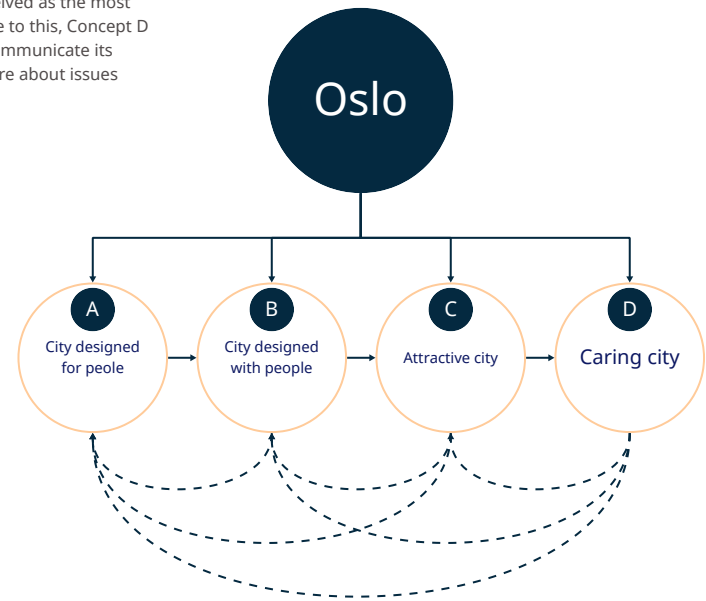 ived as the most
e to this, Concept D
mmunicate its
re about issues
Oslo
A
City designed
for peole
B
City designed
with people
C
Attractive city
D
Caring city